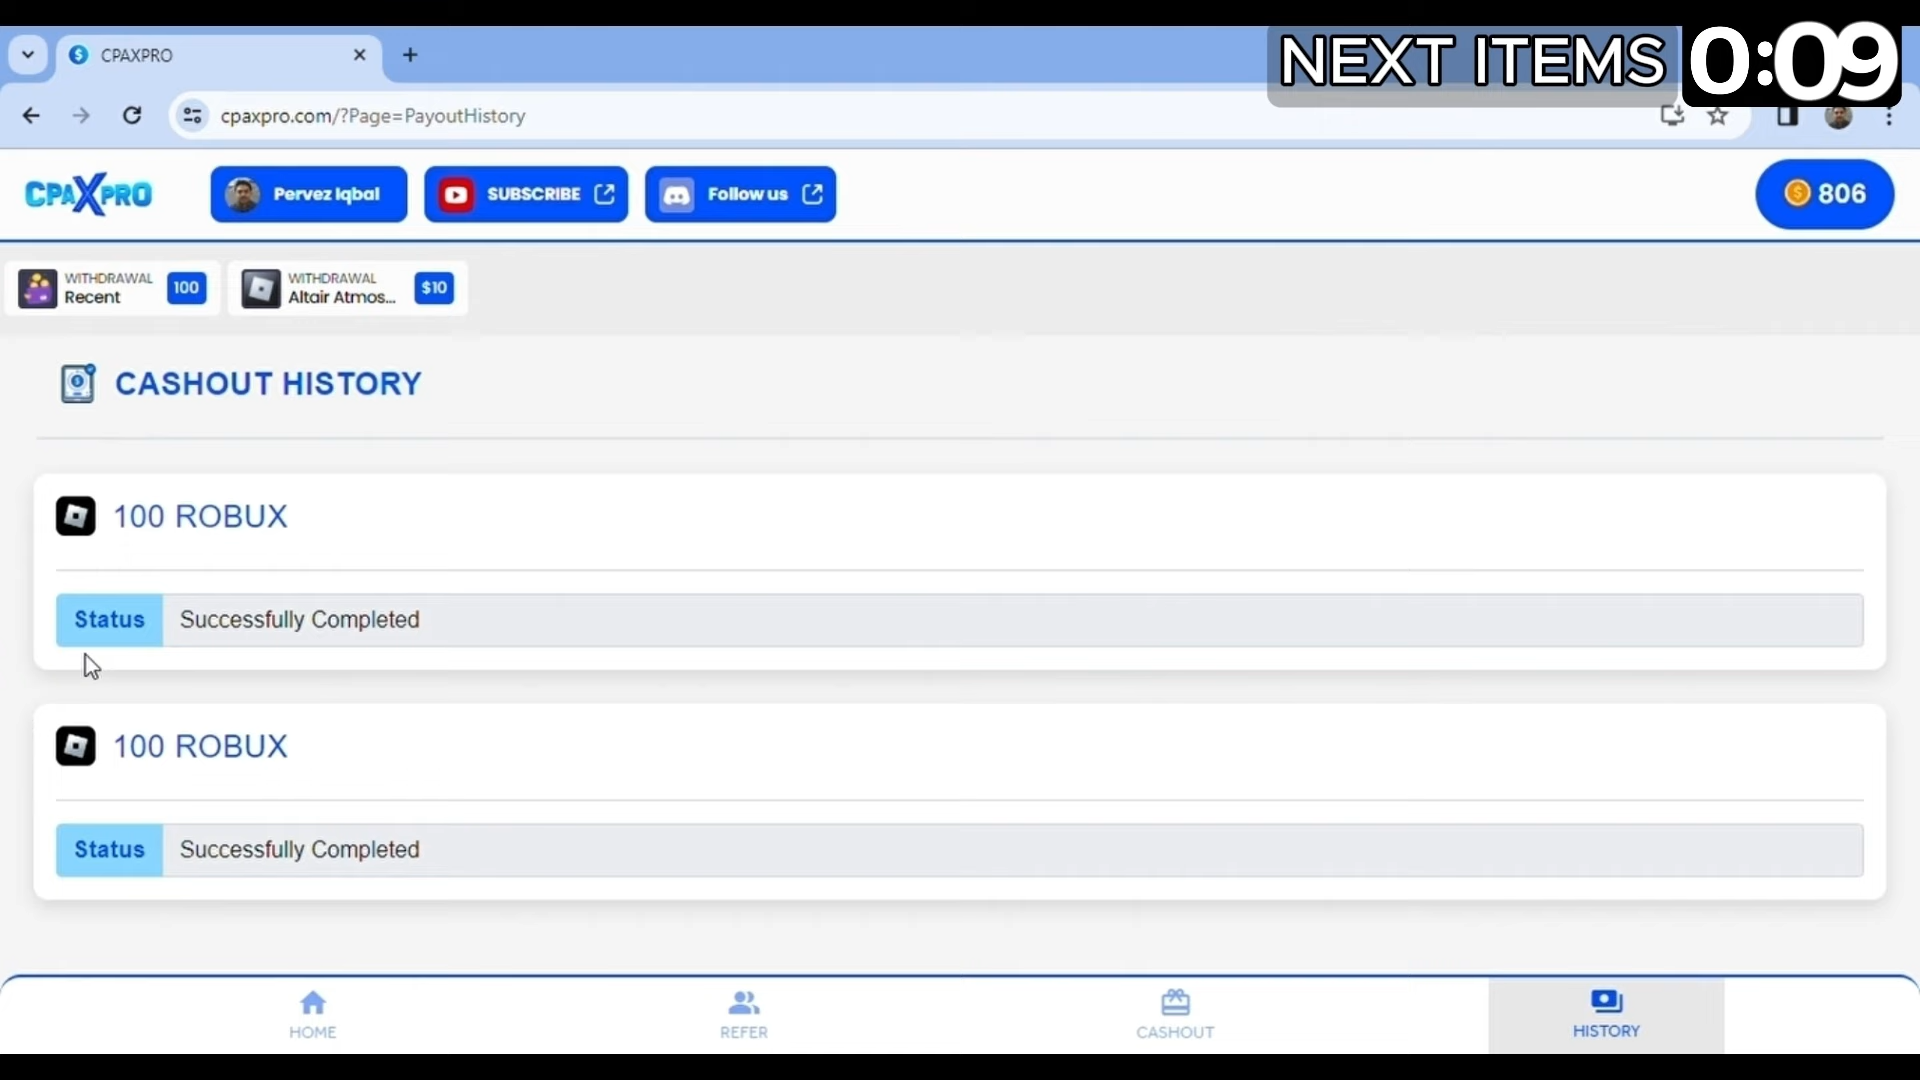 NEXT ITEMS 0:09
CPAXPRO
cpaxpro.com/?Page=PayoutHistory
CPAXPRO
Pervez Iqbal
SUBSCRIBE
Follow us
806
WITHDRAWAL
Recent
100
WITHDRAWAL
Altair Atmos...
$10
CASHOUT HISTORY
100 ROBUX
Status
Successfully Completed
100 ROBUX
Status
Successfully Completed
HOME
REFER
CASHOUT
HISTORY